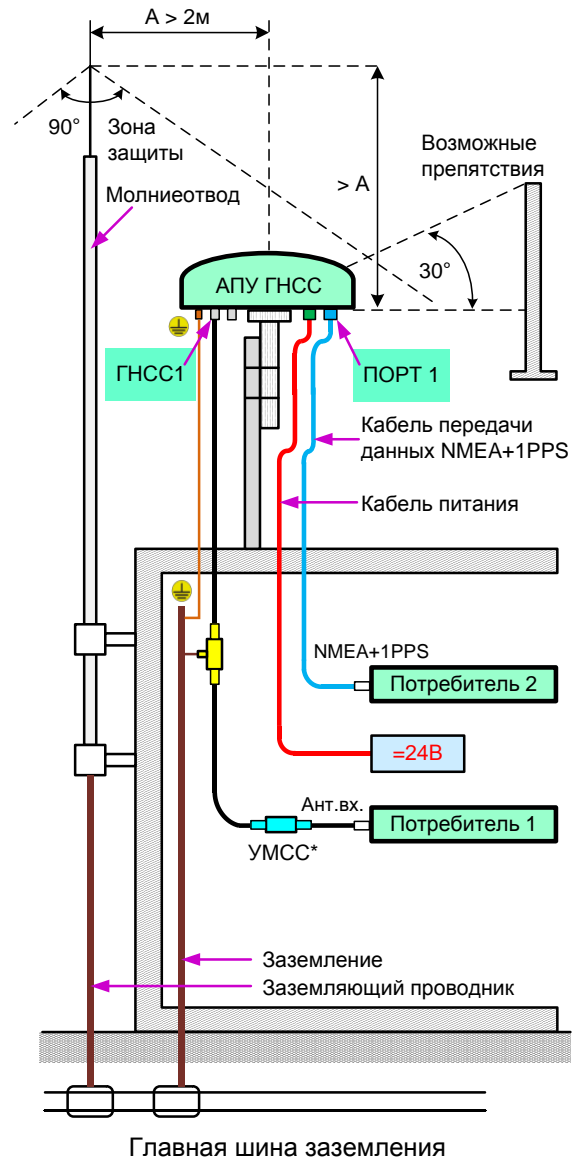 А > 2м
90°
Зона
защиты
Возможные
препятствия
Молниеотвод
> А
30°
АПУ ГНСС
ГНСС1
ПОРТ 1
Кабель передачи
данных NMEA+1PPS
Кабель питания
NMEA+1PPS
Потребитель 2
=24В
Ант.вх.
Потребитель 1
УМСС*
Заземление
Заземляющий проводник
Главная шина заземления